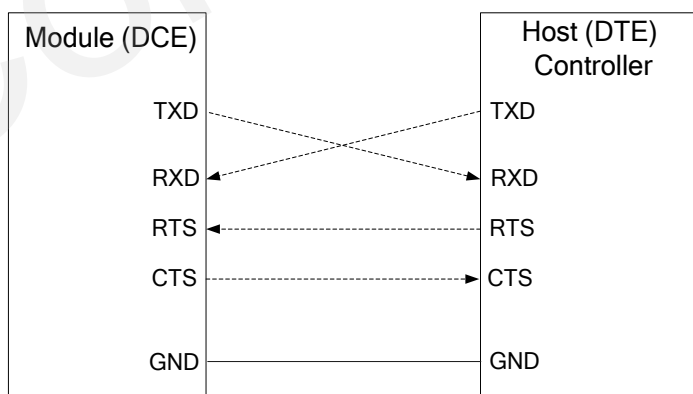 Module (DCE)
TXD
RXD
RTS
CTS
GND
Host (DTE)
Controller
TXD
RXD
RTS
CTS
GND